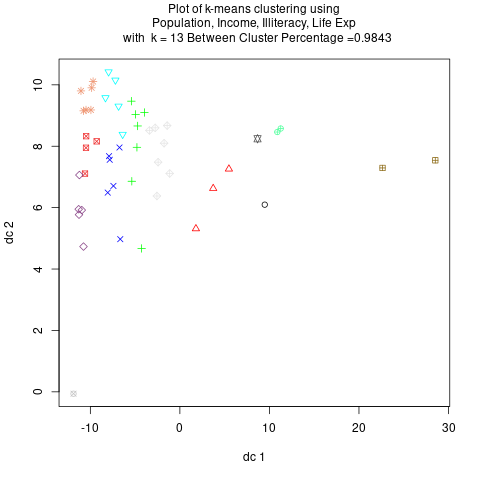 Plot of k-means clustering using
Population, Income, Illiteracy, Life Exp
with k = 13 Between Cluster Percentage =0.9843
10
8
6
4
2
0
dc 2
-10 0 10 20 30
dc 1